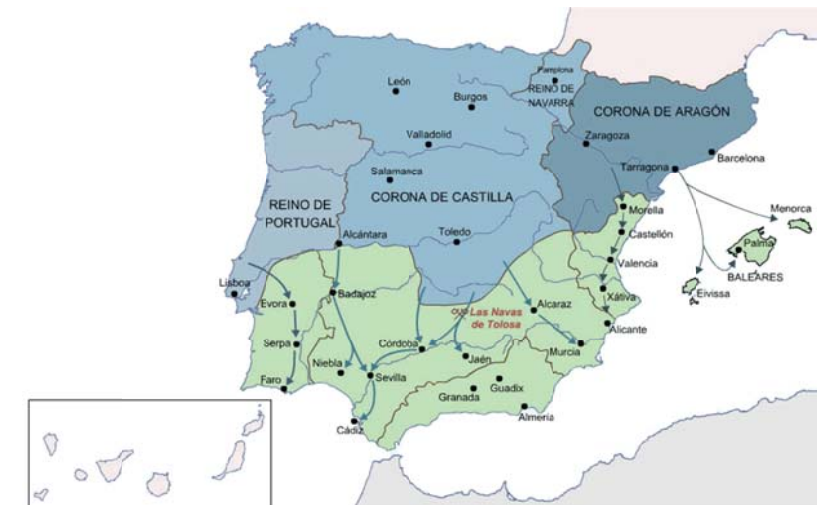 León
Burgos
Pamplona
REINO DE
NAVARRA
CORONA DE ARAGÓN
Zaragoza
Valladolid
Barcelona
Tarragona
Salamanca
CORONA DE CASTILLA
REINO DE
PORTUGAL
Toledo
Alcántara
Morella
Menorca
Castellón
Palma
Valencia
BALEARES
Lisboa
Eivissa
Badajoz
Evora
Alcaraz
Xátiva
Las Navas
de Tolosa
Alicante
Serpa
Córdoba
Murcia
Jaén
Niebla
Sevilla
Faro
Guadix
Granada
Almería
Cádiz